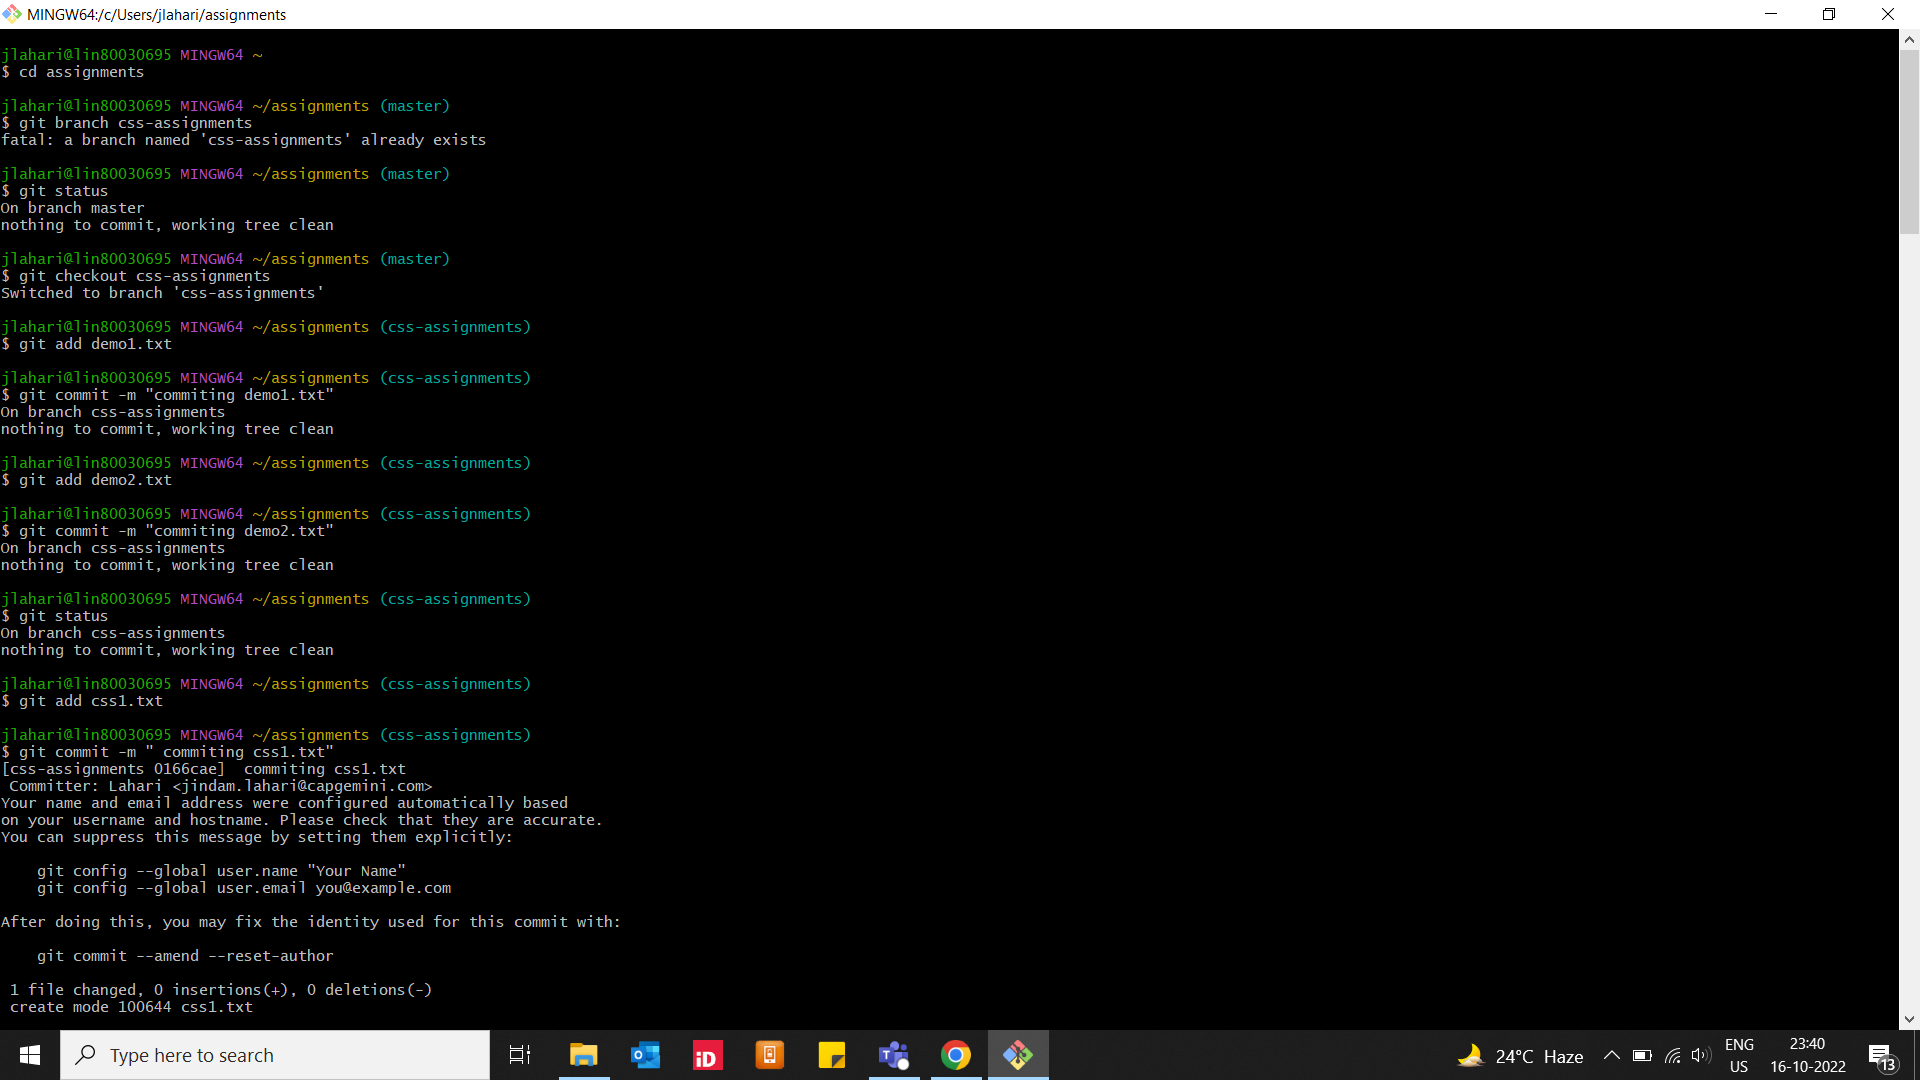 MINGW64:/c/Users/jlahari/assignments
jlahari@lin80030695 MINGW64 ~
$ cd assignments
jlahari@lin80030695 MINGW64 ~/assignments (master)
$ git branch css-assignments
fatal: a branch named 'css-assignments' already exists
jlahari@lin80030695 MINGW64 ~/assignments (master)
$ git status
On branch master
nothing to commit, working tree clean
jlahari@lin80030695 MINGW64 ~/assignments (master)
$ git checkout css-assignments
Switched to branch 'css-assignments'
jlahari@lin80030695 MINGW64 ~/assignments (css-assignments)
$ git add demo1.txt
jlahari@lin80030695 MINGW64 ~/assignments (css-assignments)
$ git commit -m "commiting demo1.txt"
On branch css-assignments
nothing to commit, working tree clean
jlahari@lin80030695 MINGW64 ~/assignments (css-assignments)
$ git add demo2.txt
jlahari@lin80030695 MINGW64 ~/assignments (css-assignments)
$ git commit -m "commiting demo2.txt"
On branch css-assignments
nothing to commit, working tree clean
jlahari@lin80030695 MINGW64 ~/assignments (css-assignments)
$ git status
On branch css-assignments
nothing to commit, working tree clean
jlahari@lin80030695 MINGW64 ~/assignments (css-assignments)
$ git add css1.txt
jlahari@lin80030695 MINGW64 ~/assignments (css-assignments)
$ git commit -m " commiting css1.txt"
[css-assignments 0166cae]  commiting css1.txt
 Committer: Lahari <jindam.lahari@capgemini.com>
Your name and email address were configured automatically based
on your username and hostname. Please check that they are accurate.
You can suppress this message by setting them explicitly:
    git config --global user.name "Your Name"
    git config --global user.email you@example.com
After doing this, you may fix the identity used for this commit with:
    git commit --amend --reset-author
 1 file changed, 0 insertions(+), 0 deletions(-)
 create mode 100644 css1.txt
Type here to search
iD
24°C Haze
ENG
US
23:40
16-10-2022
13